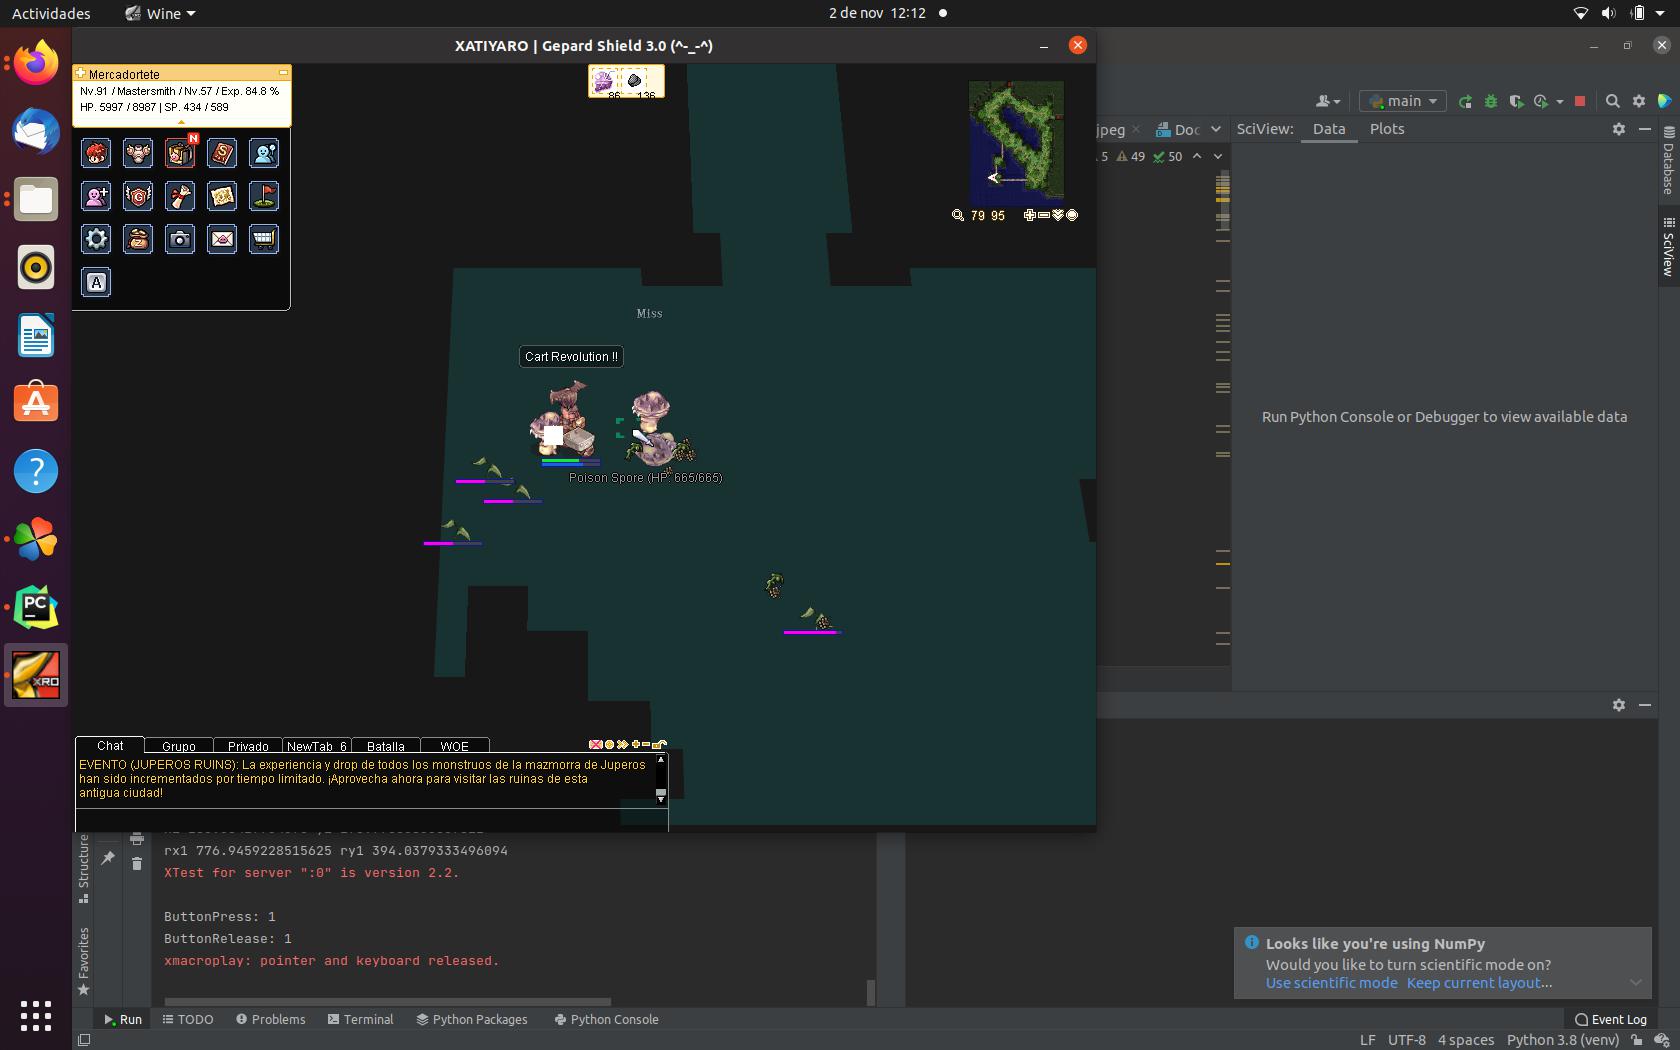 Actividades
Wine
2 de nov 12:12
XATIYARO | Gepard Shield 3.0 (^-_-^)
Mercadortete
Nv.91 / Mastersmith / Nv.57 / Exp. 84.8 %
HP. 5997 / 8987 | SP. 434 / 589
N
S
G
A
86 136
79 95
Miss
Cart Revolution !!
Poison Spore (HP: 665/665)
main
jpeg
SciView:
Data
Plots
5 49 50
Database
SciView
Run Python Console or Debugger to view available data
PC
XRO
Chat
Grupo
Privado
NewTab_6
Batalla
WOE
EVENTO (JUPEROS RUINS): La experiencia y drop de todos los monstruos de la mazmorra de Juperos
han sido incrementados por tiempo limitado. ¡Aprovecha ahora para visitar las ruinas de esta
antigua ciudad!
rx1 776.9459228515625 ry1 394.0379333496094
XTest for server ":0" is version 2.2.
ButtonPress: 1
ButtonRelease: 1
xmacroplay: pointer and keyboard released.
Structure
Favorites
Looks like you're using NumPy
Would you like to turn scientific mode on?
Use scientific mode Keep current layout...
Run
TODO
Problems
Terminal
Python Packages
Python Console
Event Log
LF UTF-8 4 spaces Python 3.8 (venv)